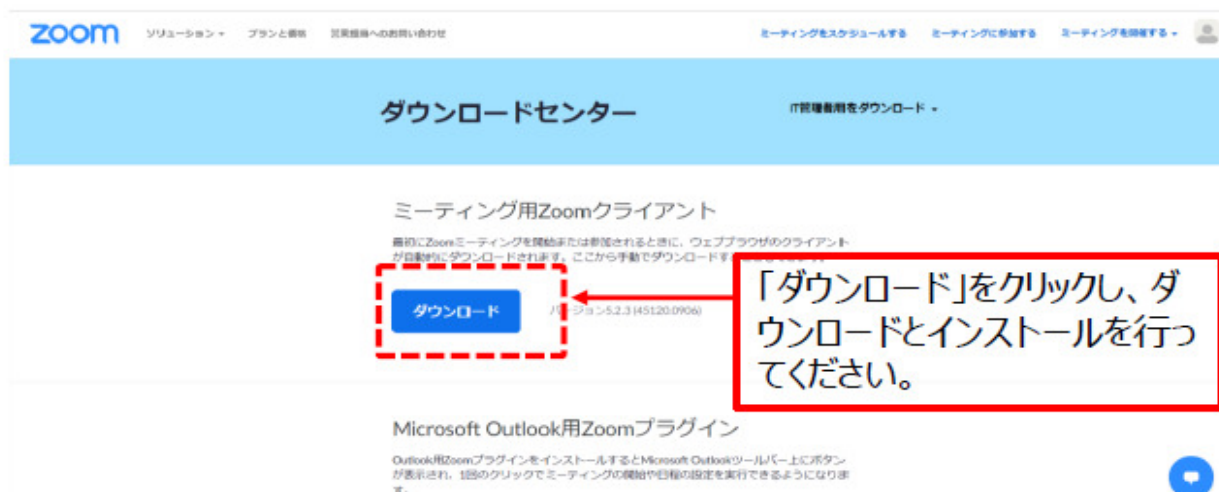 zoom ソリューション プランと価格 営業担当へのお問い合わせ ミーティングをスケジュールする ミーティングに参加する ミーティングを開催する
ダウンロードセンター IT管理者用をダウンロード
ミーティング用Zoomクライアント
最初にZoomミーティングを開始または参加されるときに、ウェブブラウザのクライアント
が自動的にダウンロードされます。ここから手動でダウンロードす
ダウンロード バージョン5.2.3 (45120.0906)
「ダウンロード」をクリックし、ダ
ウンロードとインストールを行っ
てください。
Microsoft Outlook用Zoomプラグイン
Outlook用ZoomプラグインをインストールするとMicrosoft Outlookツールバー上にボタン
が表示され、1回のクリックでミーティングの開始や日程の設定を実行できるようになりま
す。